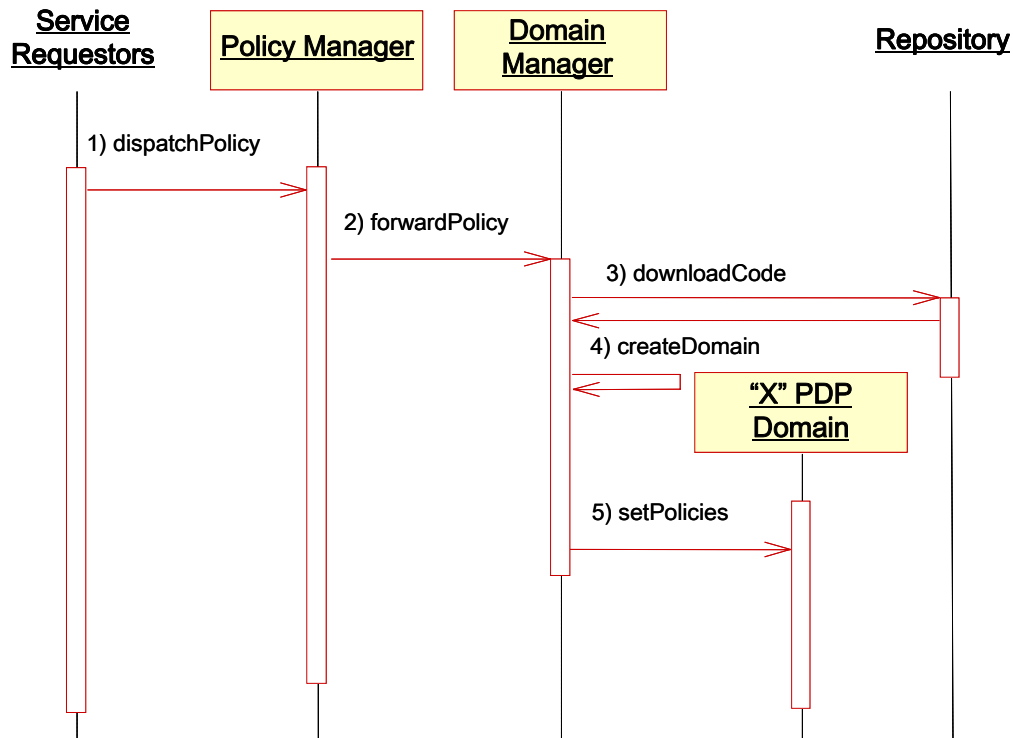 Service
Requestors
Policy Manager
Domain
Manager
Repository
1) dispatchPolicy
2) forwardPolicy
3) downloadCode
4) createDomain
“X” PDP
Domain
5) setPolicies